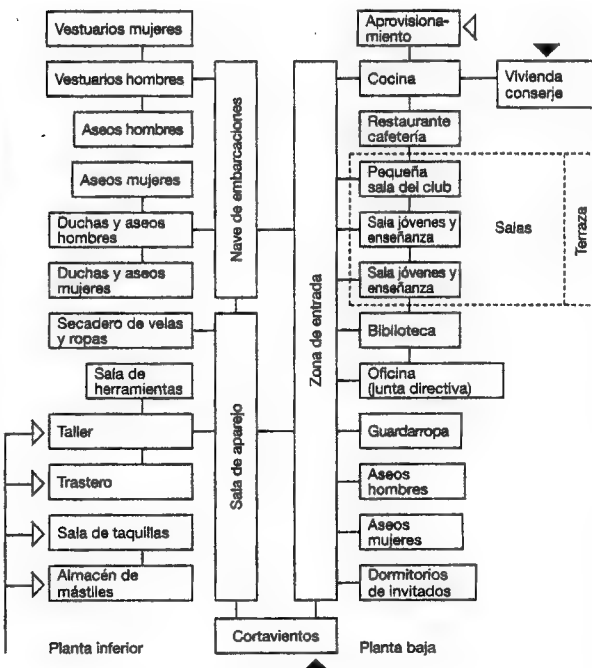 Vestuarios mujeres
Vestuarios hombres
Aseos hombres
Aseos mujeres
Duchas y aseos
hombres
Duchas y aseos
mujeres
Secadero de velas
y ropas
Sala de
herramientas
Taller
Trastero
Sala de taquillas
Almacén de
mástiles
Planta inferior
Nave de embarcaciones
Sala de aparejo
Cortavientos
Zona de entrada
Aprovisiona-
miento
Cocina
Vivienda
conserje
Restaurante
cafetería
Pequeña
sala del club
Sala jóvenes y
enseñanza
Sala jóvenes y
enseñanza
Salas
Terraza
Biblioteca
Oficina
(junta directiva)
Guardarropa
Aseos
hombres
Aseos
mujeres
Dormitorios
de invitados
Planta baja